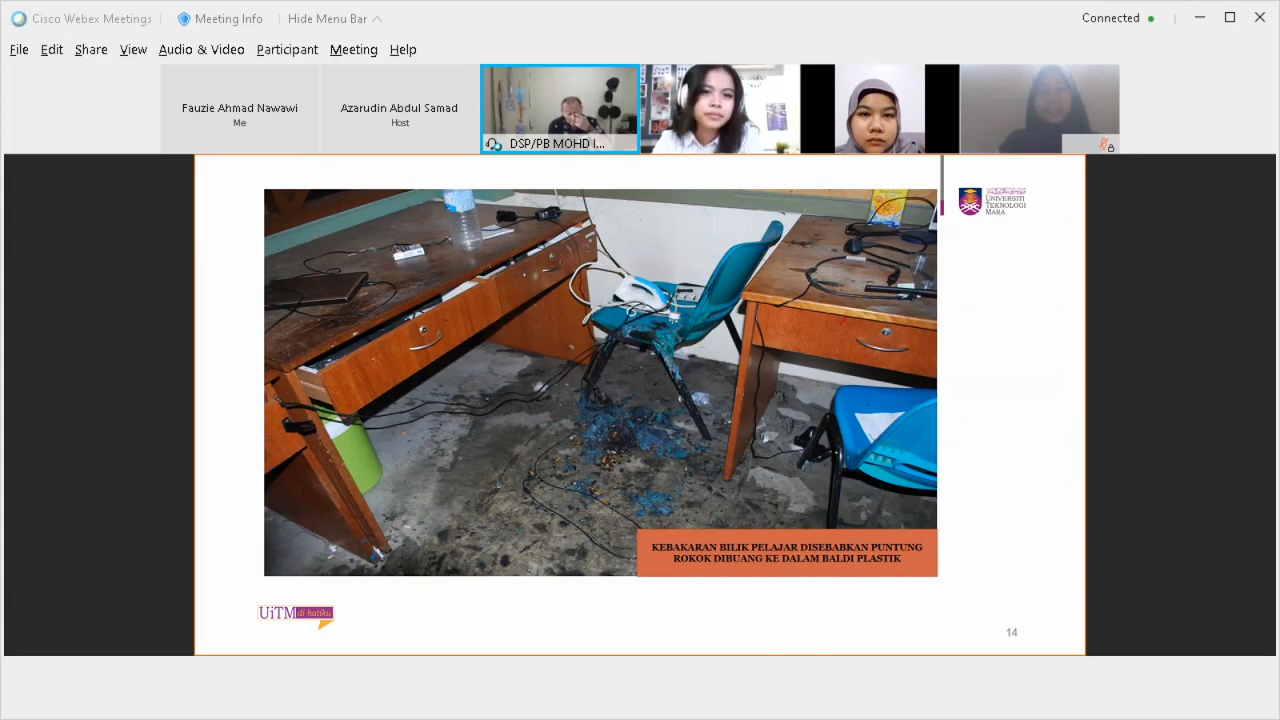 Cisco Webex Meetings
Meeting Info
Hide Menu Bar
Connected
File Edit Share View Audio & Video Participant Meeting Help
Fauzie Ahmad Nawawi
Me
Azarudin Abdul Samad
Host
DSP/PB MOHD I...
UNIVERSITI
TEKNOLOGI
MARA
KEBAKARAN BILIK PELAJAR DISEBABKAN PUNTUNG
ROKOK DIBUANG KE DALAM BALDI PLASTIK
UiTM di hatiku
14